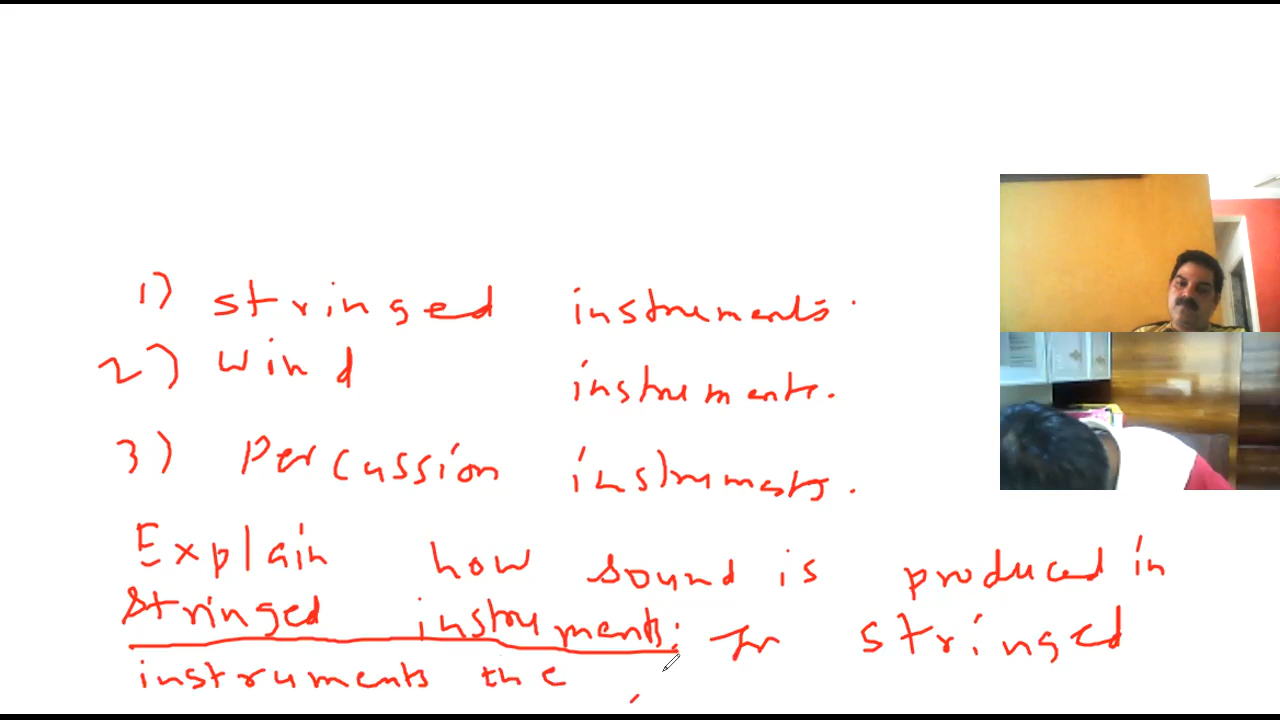 1) stringed instruments.
2) wind instruments.
3) Percussion instruments.
Explain how sound is produced in
stringed instruments: In stringed
instruments the